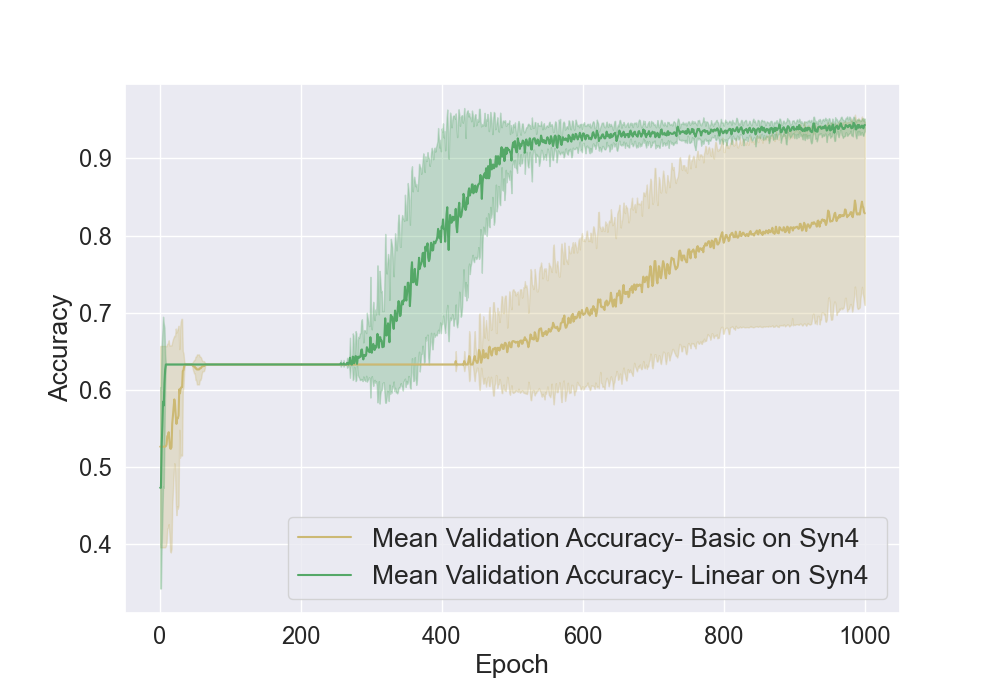 Accuracy
0.9
0.8
0.7
0.6
0.5
0.4
Mean Validation Accuracy- Basic on Syn4
Mean Validation Accuracy- Linear on Syn4
0 200 400 600 800 1000
Epoch